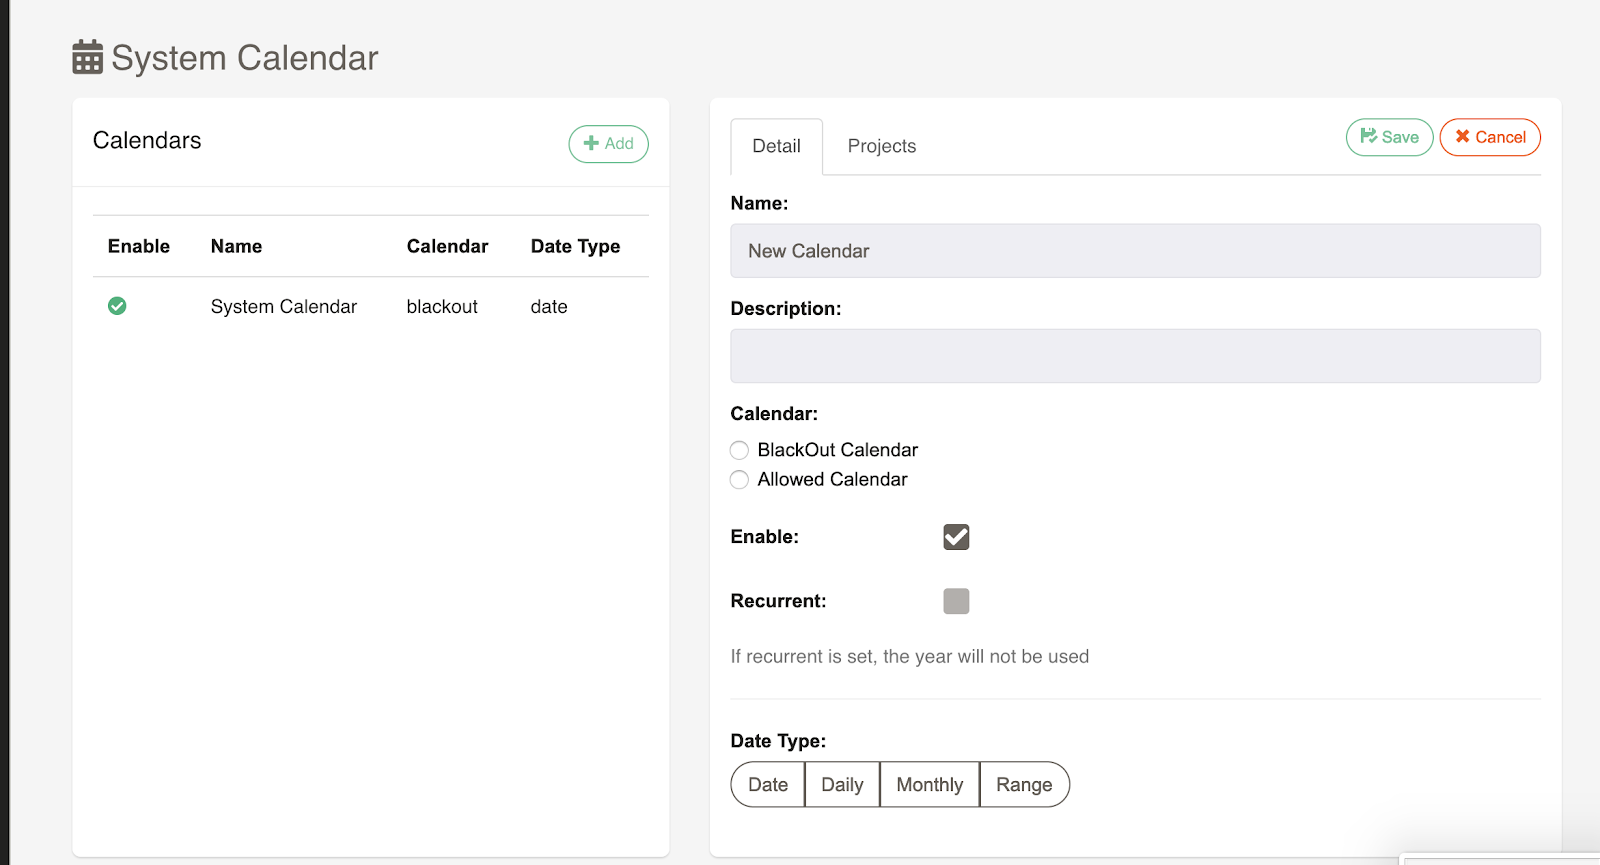 System Calendar
Calendars
Add
Enable Name Calendar Date Type
System Calendar blackout date
Detail Projects
Save Cancel
Name:
New Calendar
Description:
Calendar:
BlackOut Calendar
Allowed Calendar
Enable:
Recurrent:
If recurrent is set, the year will not be used
Date Type:
Date Daily Monthly Range